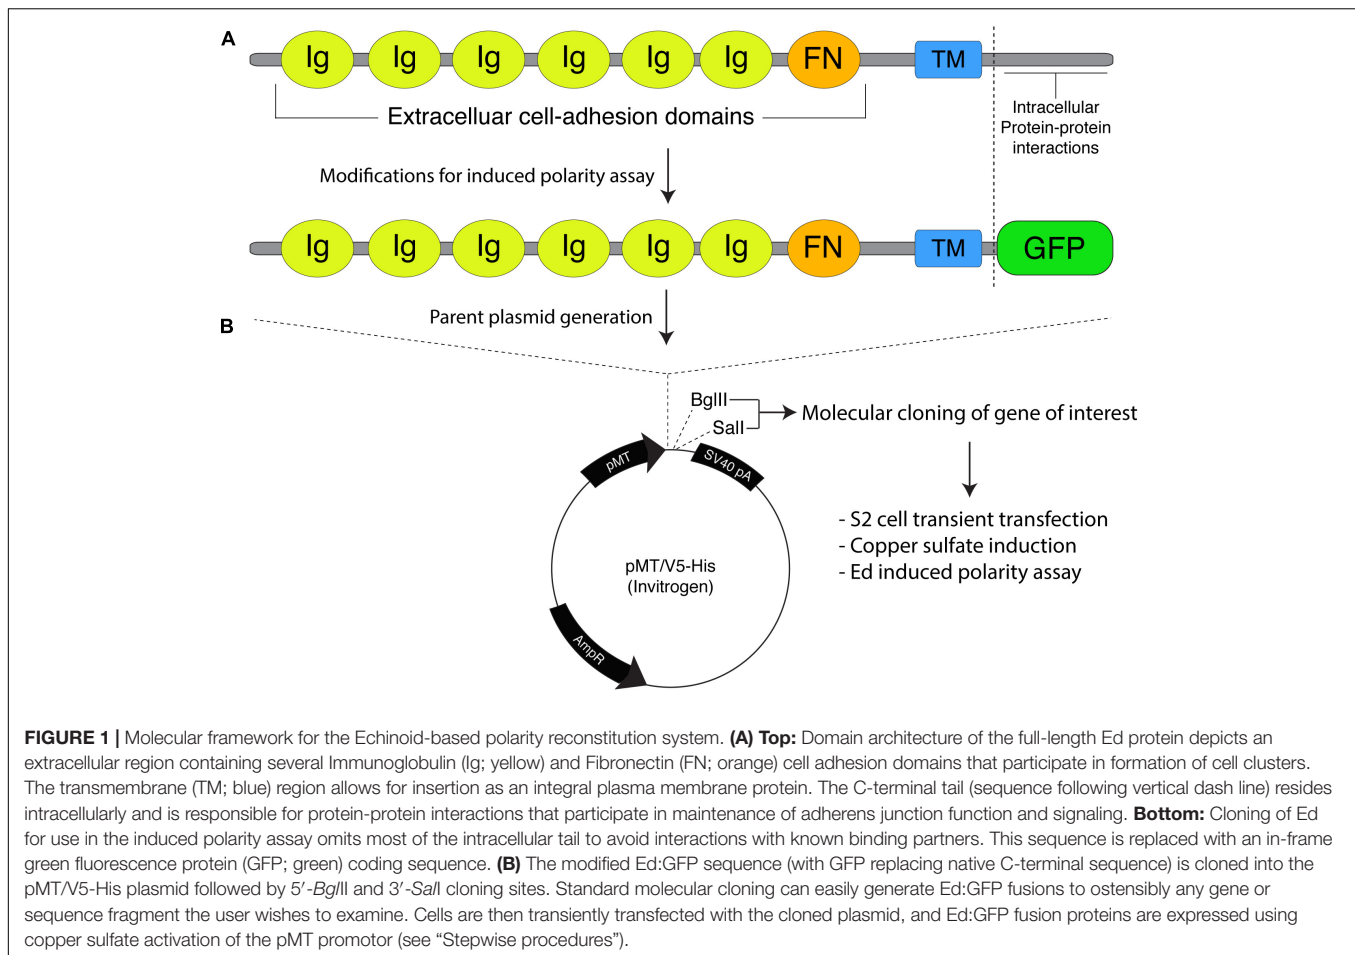 A
Ig Ig Ig Ig Ig Ig FN TM
Extracelluar cell-adhesion domains
Intracellular
Protein-protein
interactions
Modifications for induced polarity assay
Ig Ig Ig Ig Ig Ig FN TM GFP
Parent plasmid generation
B
BglII
SalI
Molecular cloning of gene of interest
pMT
SV40 pA
- S2 cell transient transfection
- Copper sulfate induction
- Ed induced polarity assay
pMT/V5-His
(Invitrogen)
AmpR
FIGURE 1 | Molecular framework for the Echinoid-based polarity reconstitution system. (A) Top: Domain architecture of the full-length Ed protein depicts an
extracellular region containing several Immunoglobulin (Ig; yellow) and Fibronectin (FN; orange) cell adhesion domains that participate in formation of cell clusters.
The transmembrane (TM; blue) region allows for insertion as an integral plasma membrane protein. The C-terminal tail (sequence following vertical dash line) resides
intracellularly and is responsible for protein-protein interactions that participate in maintenance of adherens junction function and signaling. Bottom: Cloning of Ed
for use in the induced polarity assay omits most of the intracellular tail to avoid interactions with known binding partners. This sequence is replaced with an in-frame
green fluorescence protein (GFP; green) coding sequence. (B) The modified Ed:GFP sequence (with GFP replacing native C-terminal sequence) is cloned into the
pMT/V5-His plasmid followed by 5′-BglII and 3′-SalI cloning sites. Standard molecular cloning can easily generate Ed:GFP fusions to ostensibly any gene or
sequence fragment the user wishes to examine. Cells are then transiently transfected with the cloned plasmid, and Ed:GFP fusion proteins are expressed using
copper sulfate activation of the pMT promotor (see “Stepwise procedures”).